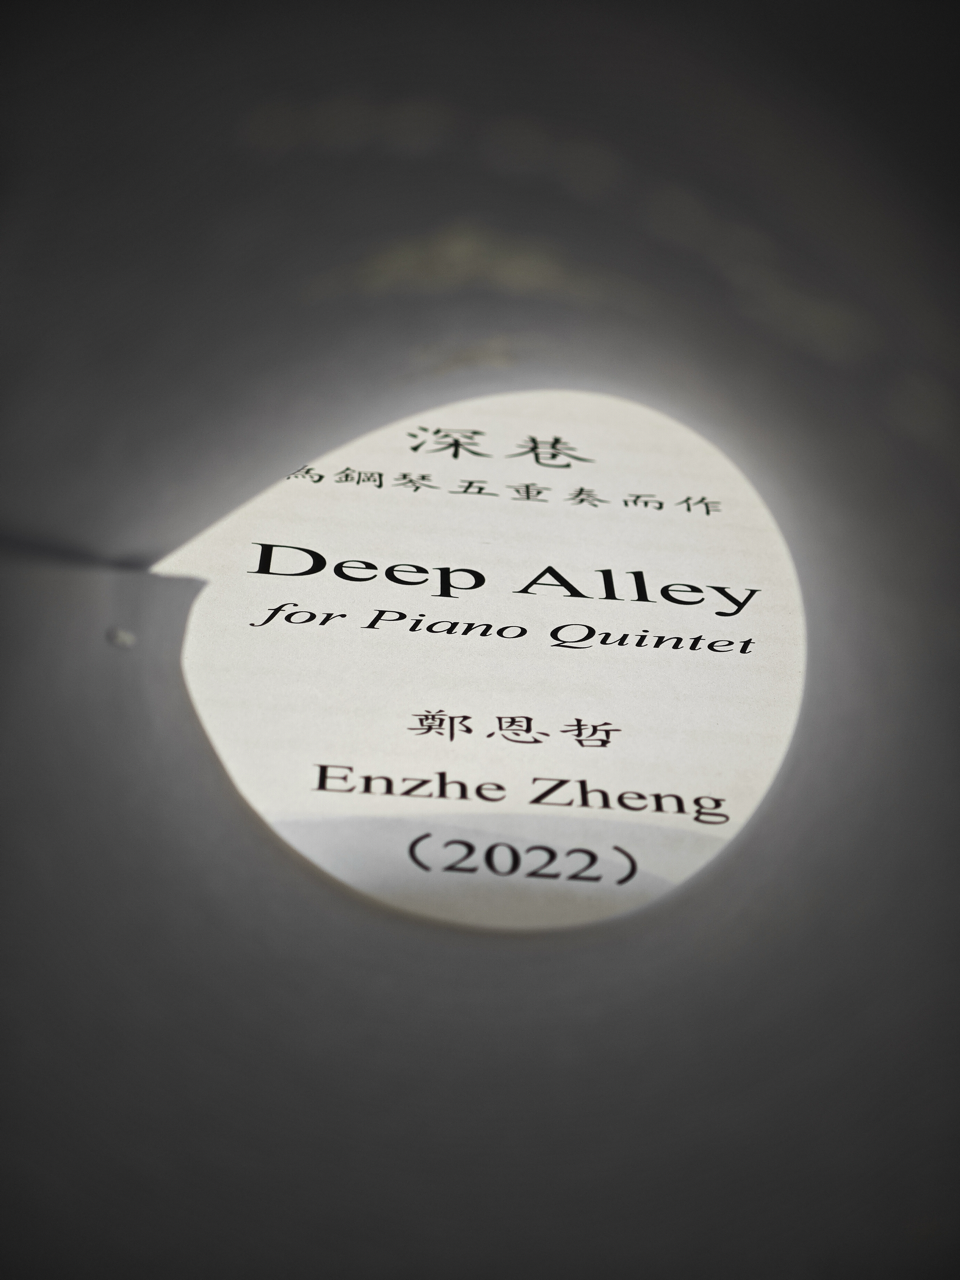 深巷
為鋼琴五重奏而作
Deep Alley
for Piano Quintet
鄭恩哲
Enzhe Zheng
（2022）